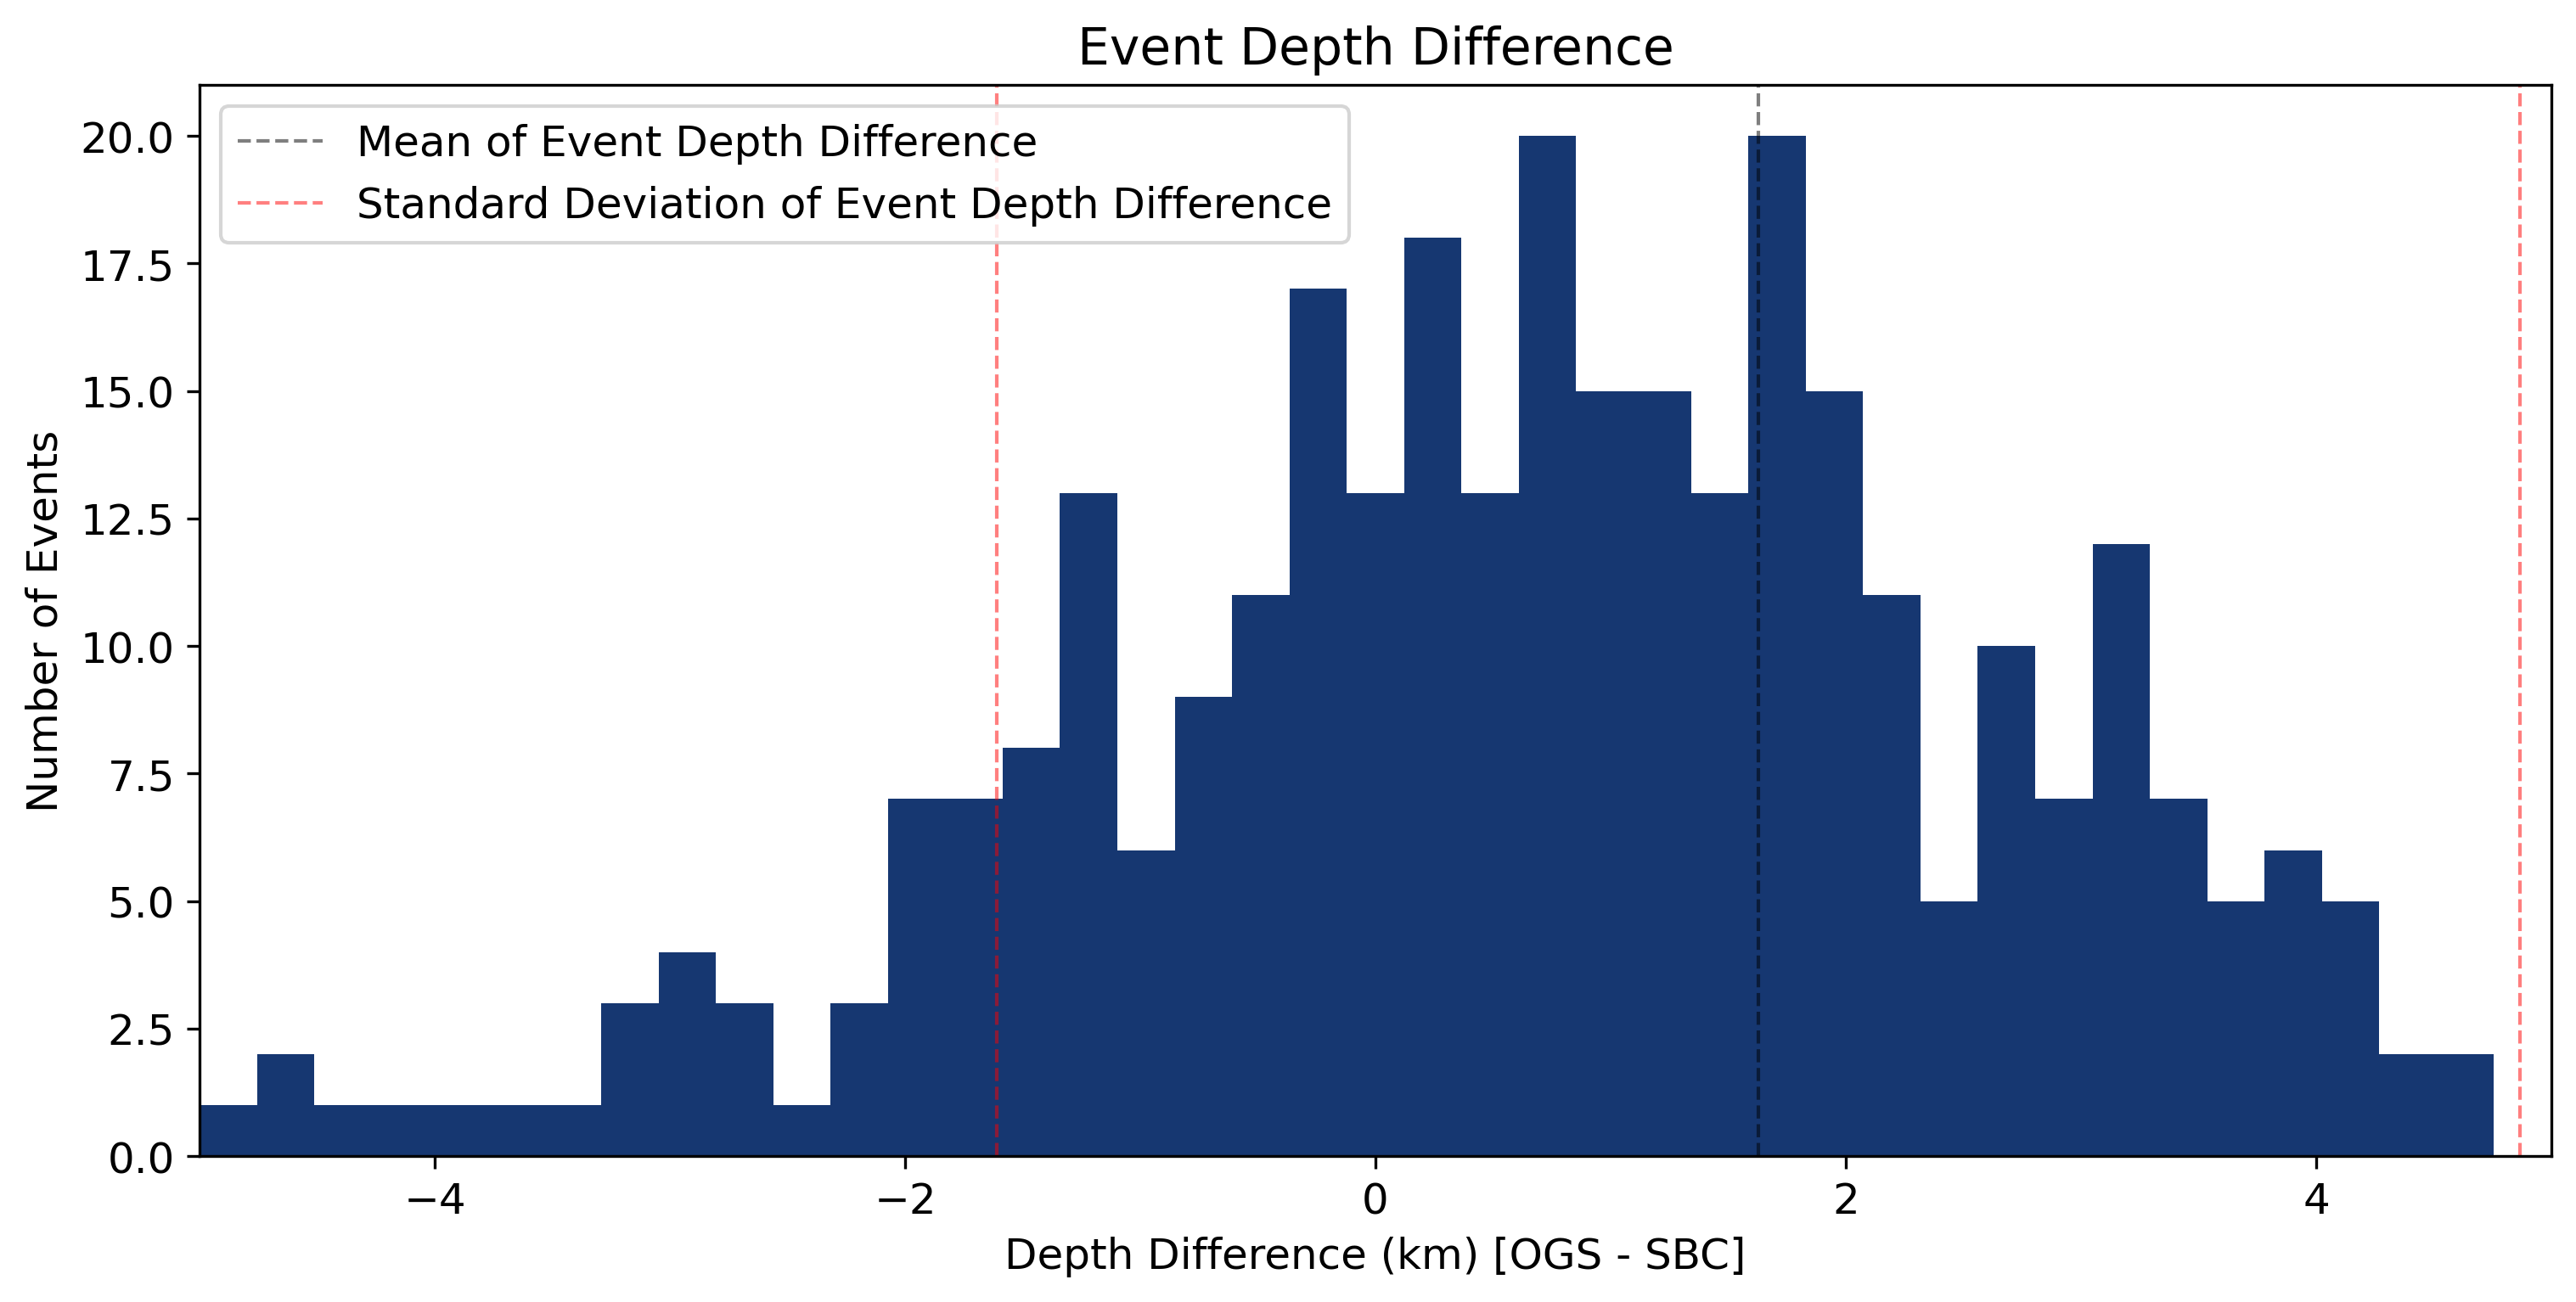 Event Depth Difference
Mean of Event Depth Difference
Standard Deviation of Event Depth Difference
20.0
17.5
15.0
12.5
10.0
7.5
5.0
2.5
0.0
Number of Events
−4
−2
0
2
4
Depth Difference (km) [OGS - SBC]